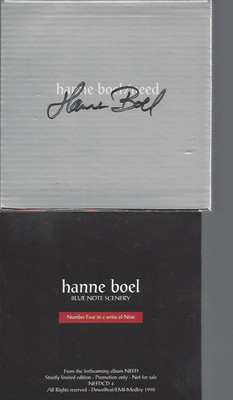 hanne boel/need
Hanne Boel
hanne boel
BLUE NOTE SCENERY
Number Four in a series of Nine
From the forthcoming album NEED
Strictly limited edition - Promotion only - Not for sale
NEEDCD 4
All Rights reserved - DownBeat/EMI-Medley 1998